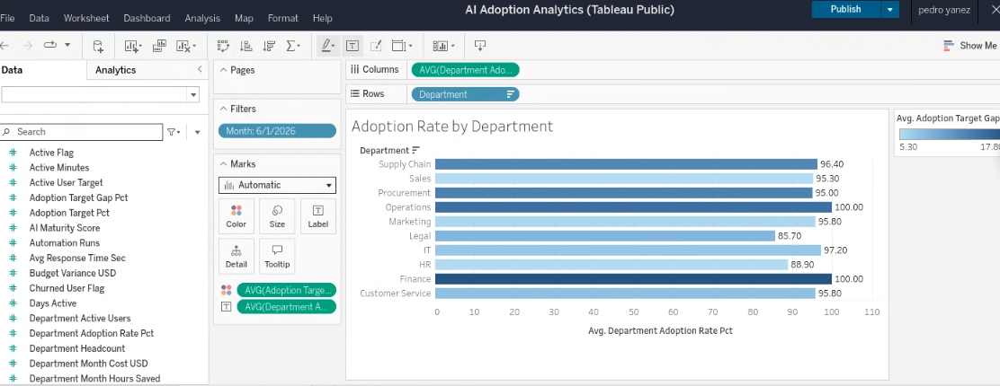 AI Adoption Analytics (Tableau Public)
Publish
pedro yanez
File Data Worksheet Dashboard Analysis Map Format Help
Show Me
Data Analytics
Search
Active Flag
Active Minutes
Active User Target
Adoption Target Gap Pct
Adoption Target Pct
AI Maturity Score
Automation Runs
Avg Response Time Sec
Budget Variance USD
Churned User Flag
Days Active
Department Active Users
Department Adoption Rate Pct
Department Headcount
Department Month Cost USD
Department Month Hours Saved
Pages
Filters
Month: 6/1/2026
Marks
Automatic
Color Size Label
Detail Tooltip
AVG(Adoption Targe...
AVG(Department A...
Columns AVG(Department Ado...
Rows Department
Adoption Rate by Department
Department
Supply Chain 96.40
Sales 95.30
Procurement 95.00
Operations 100.00
Marketing 95.80
Legal 85.70
IT 97.20
HR 88.90
Finance 100.00
Customer Service 95.80
0 10 20 30 40 50 60 70 80 90 100 110
Avg. Department Adoption Rate Pct
Avg. Adoption Target Gap
5.30 17.80